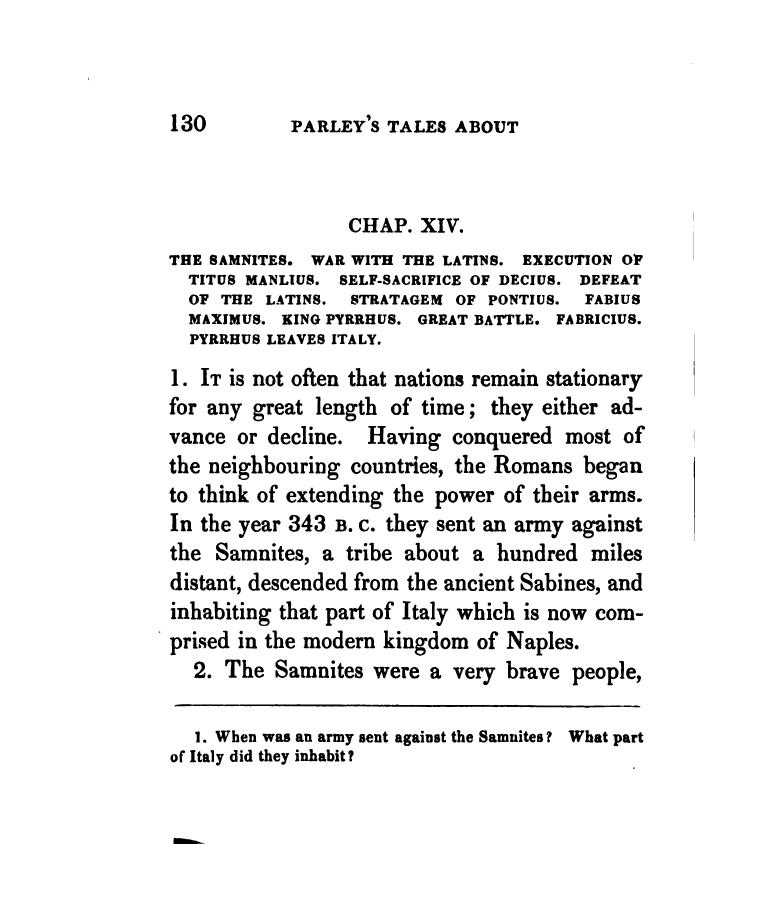 130 PARLEY'S TALES ABOUT
CHAP. XIV.
THE SAMNITES. WAR WITH THE LATINS. EXECUTION OF
TITUS MANLIUS. SELF-SACRIFICE OF DECIUS. DEFEAT
OF THE LATINS. STRATAGEM OF PONTIUS. FABIUS
MAXIMUS. KING PYRRHUS. GREAT BATTLE. FABRICIUS.
PYRRHUS LEAVES ITALY.
1. IT is not often that nations remain stationary
for any great length of time; they either ad-
vance or decline. Having conquered most of
the neighbouring countries, the Romans began
to think of extending the power of their arms.
In the year 343 B. C. they sent an army against
the Samnites, a tribe about a hundred miles
distant, descended from the ancient Sabines, and
inhabiting that part of Italy which is now com-
prised in the modern kingdom of Naples.
2. The Samnites were a very brave people,
1. When was an army sent against the Samnites? What part
of Italy did they inhabit?